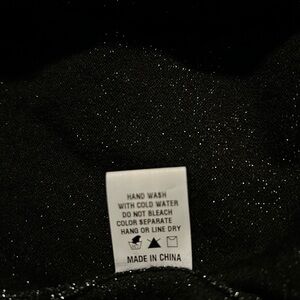 HAND WASH
WITH COLD WATER
DO NOT BLEACH
COLOR SEPARATE
HANG OR LINE DRY
MADE IN CHINA